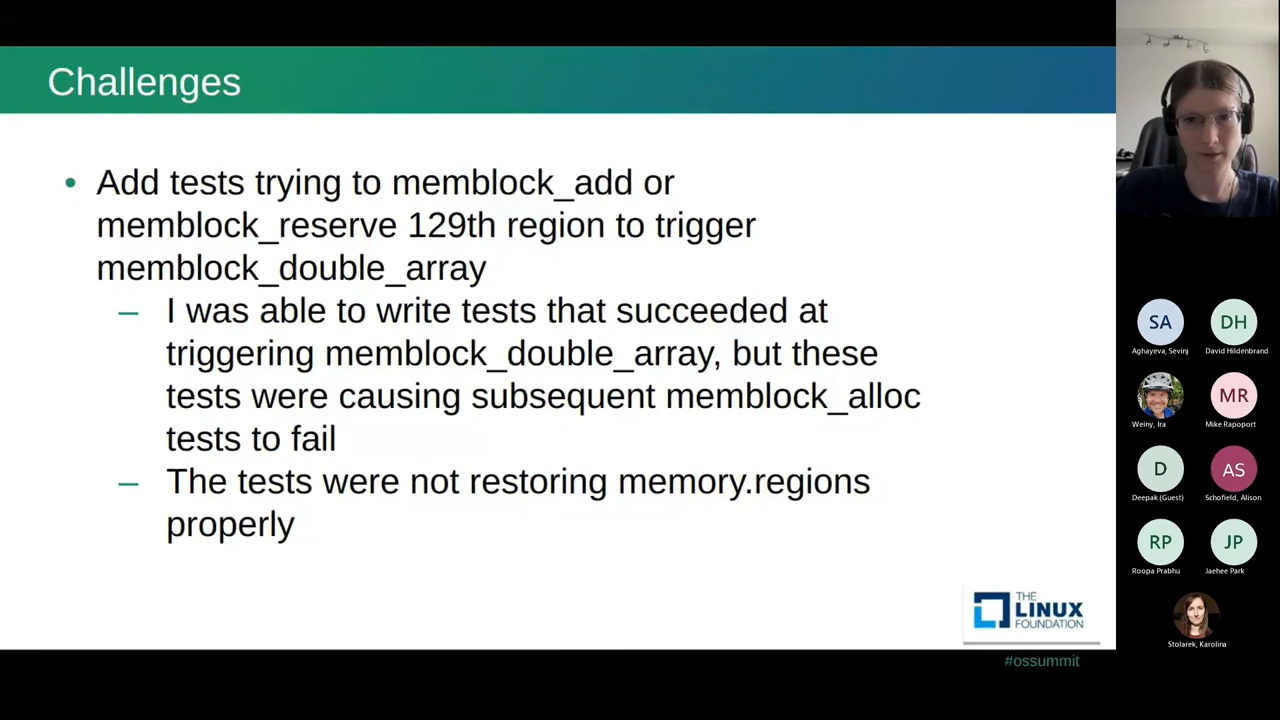 Challenges
• Add tests trying to memblock_add or
memblock_reserve 129th region to trigger
memblock_double_array
– I was able to write tests that succeeded at
triggering memblock_double_array, but these
tests were causing subsequent memblock_alloc
tests to fail
– The tests were not restoring memory.regions
properly
THE
LINUX
FOUNDATION
#ossummit
SA DH
Aghayeva, Sevinj David Hildenbrand
MR
Weiny, Ira Mike Rapoport
D AS
Deepak (Guest) Schofield, Alison
RP JP
Roopa Prabhu Jaehee Park
Stolarek, Karolina